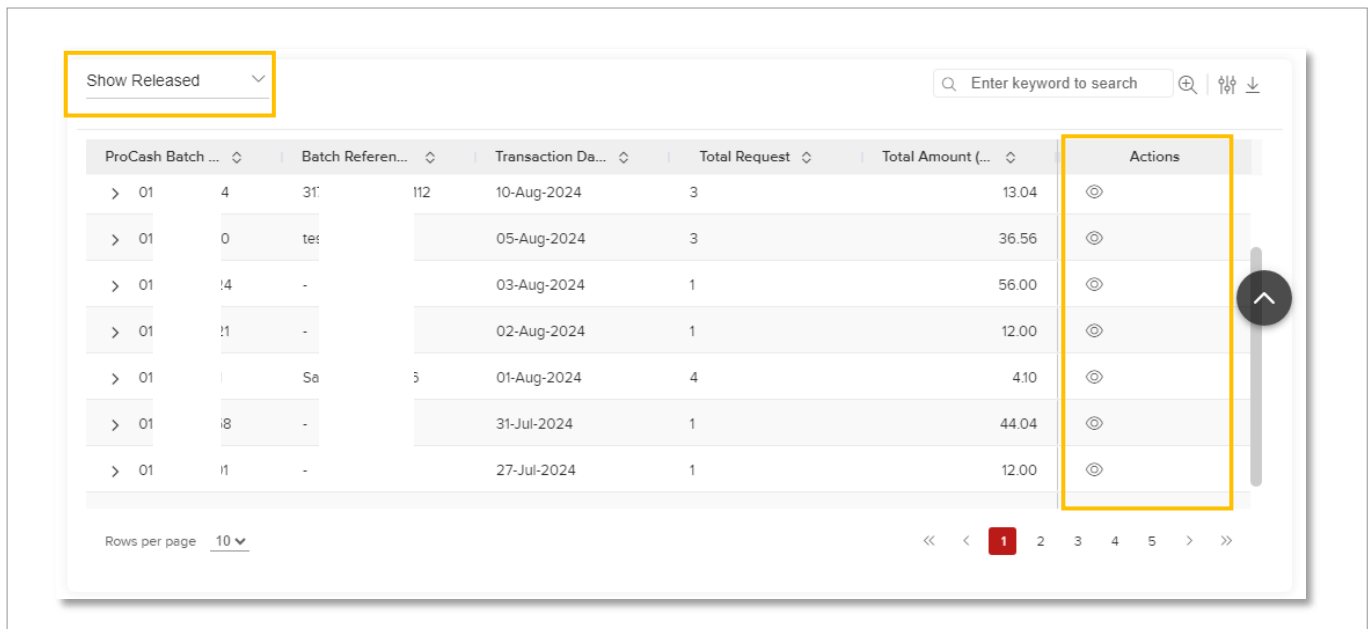 Show Released
Enter keyword to search
ProCash Batch ... Batch Referen... Transaction Da... Total Request Total Amount (... Actions
01 4 31 112 10-Aug-2024 3 13.04
01 0 tes 05-Aug-2024 3 36.56
01 24 - 03-Aug-2024 1 56.00
01 21 - 02-Aug-2024 1 12.00
01 Sa 01-Aug-2024 4 4.10
01 8 - 31-Jul-2024 1 44.04
01 1 - 27-Jul-2024 1 12.00
Rows per page 10 « < 1 2 3 4 5 > »